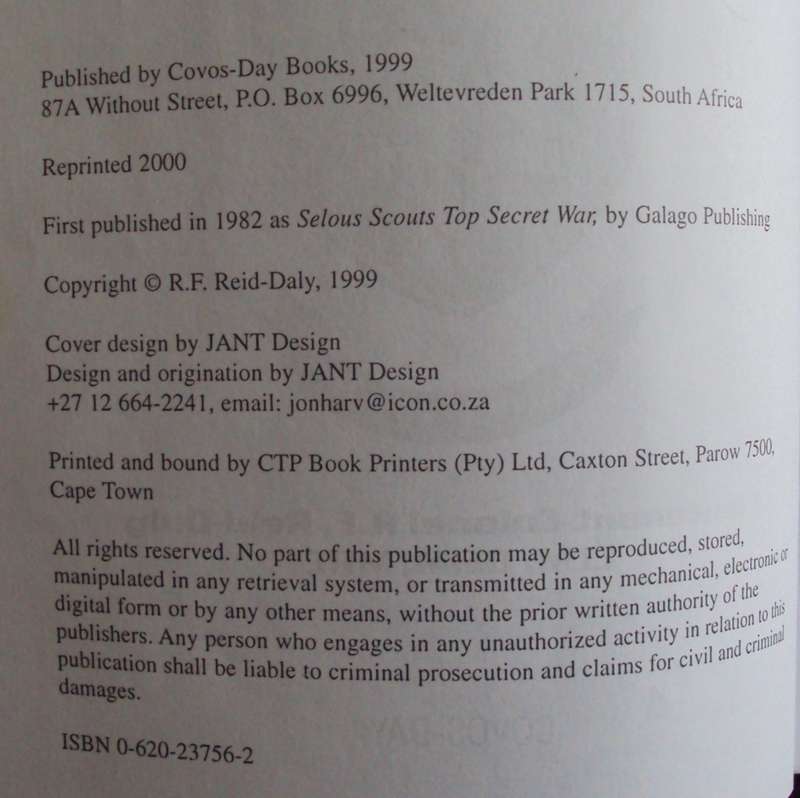 Published by Covos-Day Books, 1999
87A Without Street, P.O. Box 6996, Weltevreden Park 1715, South Africa
Reprinted 2000
First published in 1982 as Selous Scouts Top Secret War, by Galago Publishing
Copyright © R.F. Reid-Daly, 1999
Cover design by JANT Design
Design and origination by JANT Design
+27 12 664-2241, email: jonharv@icon.co.za
Printed and bound by CTP Book Printers (Pty) Ltd, Caxton Street, Parow 7500,
Cape Town
All rights reserved. No part of this publication may be reproduced, stored,
manipulated in any retrieval system, or transmitted in any mechanical, electronic or
digital form or by any other means, without the prior written authority of the
publishers. Any person who engages in any unauthorized activity in relation to this
publication shall be liable to criminal prosecution and claims for civil and criminal
damages.
ISBN 0-620-23756-2